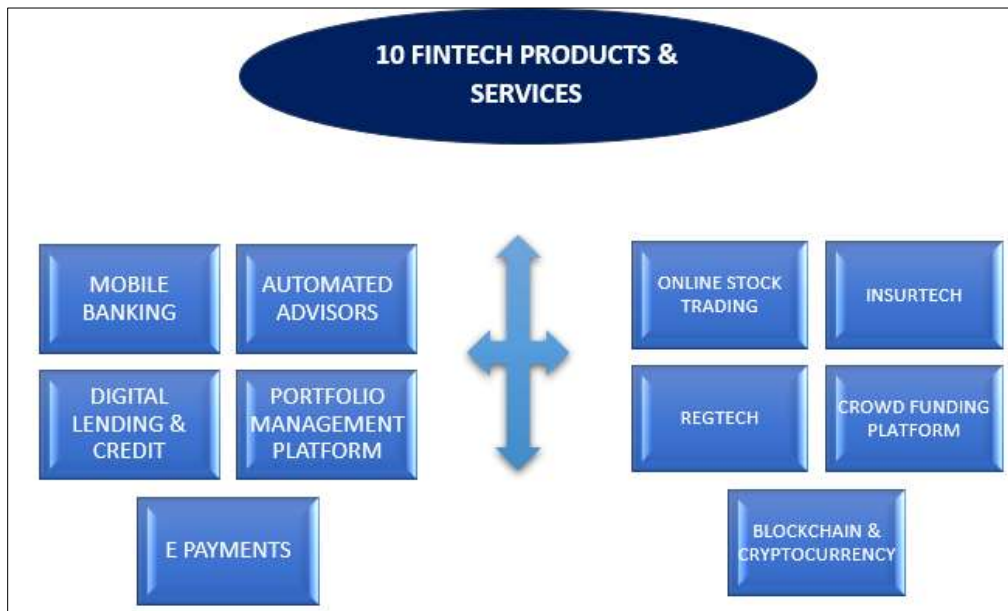 10 FINTECH PRODUCTS &
SERVICES
MOBILE
BANKING
AUTOMATED
ADVISORS
DIGITAL
LENDING &
CREDIT
PORTFOLIO
MANAGEMENT
PLATFORM
E PAYMENTS
ONLINE STOCK
TRADING
INSURTECH
REGTECH
CROWD FUNDING
PLATFORM
BLOCKCHAIN &
CRYPTOCURRENCY